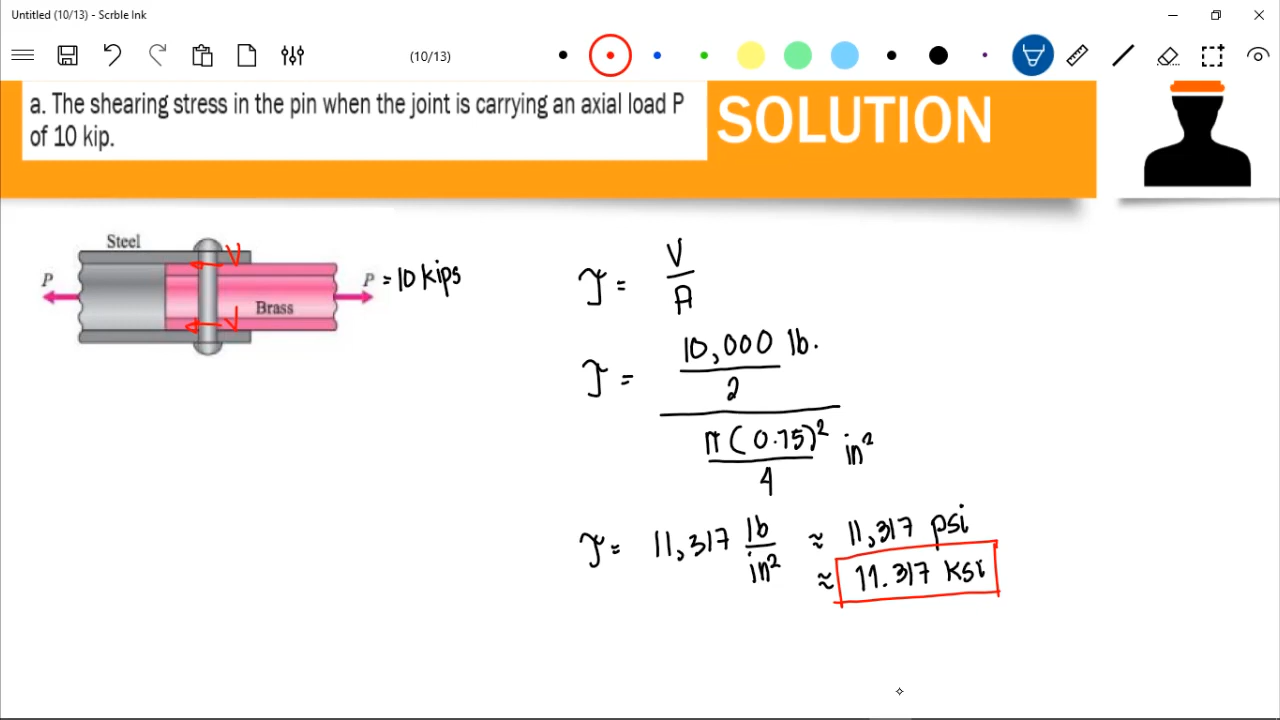 Untitled (10/13) - Scrble Ink
(10/13)
a. The shearing stress in the pin when the joint is carrying an axial load P
of 10 kip.
SOLUTION
Steel
V
P
P = 10 kips
Brass
V
τ = V / A
τ = 10,000 lb. / 2
π (0.75)² in² / 4
τ = 11,317 lb/in² ≈ 11,317 psi
≈ 11.317 ksi